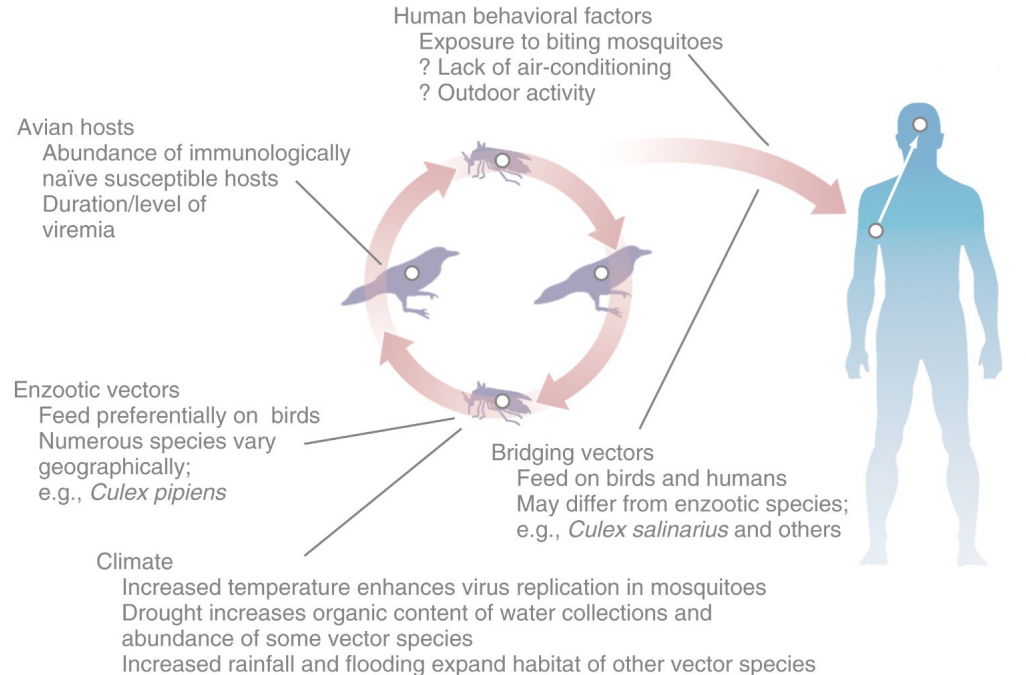 Human behavioral factors
Exposure to biting mosquitoes
? Lack of air-conditioning
? Outdoor activity
Avian hosts
Abundance of immunologically
naïve susceptible hosts
Duration/level of
viremia
Enzootic vectors
Feed preferentially on birds
Numerous species vary
geographically;
e.g., Culex pipiens
Bridging vectors
Feed on birds and humans
May differ from enzootic species;
e.g., Culex salinarius and others
Climate
Increased temperature enhances virus replication in mosquitoes
Drought increases organic content of water collections and
abundance of some vector species
Increased rainfall and flooding expand habitat of other vector species